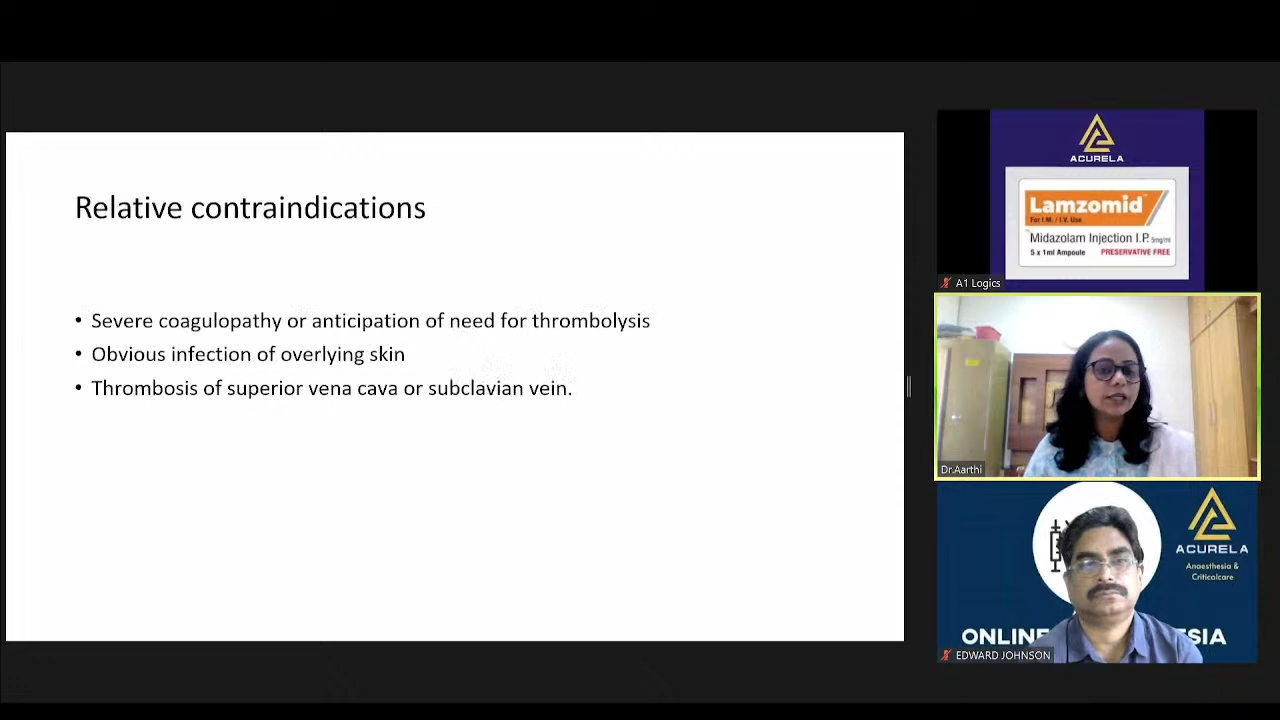 Relative contraindications
• Severe coagulopathy or anticipation of need for thrombolysis
• Obvious infection of overlying skin
• Thrombosis of superior vena cava or subclavian vein.
ACURELA
Lamzomid
For I.M. / I.V. Use
Midazolam Injection I.P. 5mg/ml
5 x 1ml Ampoule PRESERVATIVE FREE
A1 Logics
Dr.Aarthi
ACURELA
Anaesthesia &
Criticalcare
ONLINE
SIA
EDWARD JOHNSON